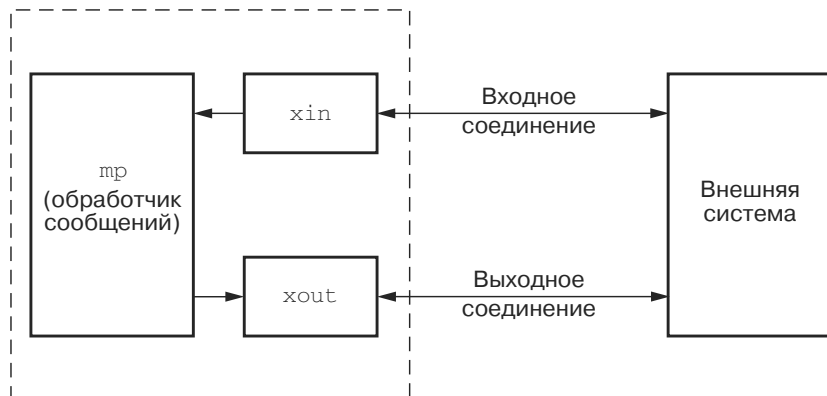 xin
Входное
соединение
mp
(обработчик
сообщений)
Внешняя
система
xout
Выходное
соединение